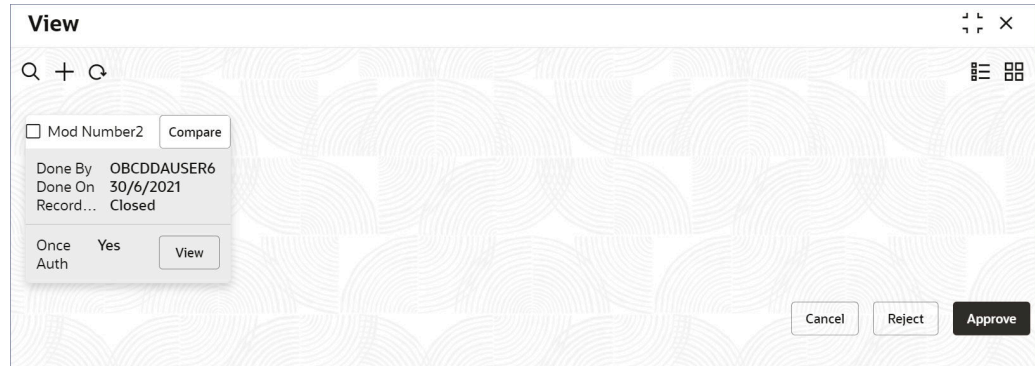 View
Mod Number2 Compare
Done By OBCDDAUSER6
Done On 30/6/2021
Record... Closed
Once Auth Yes View
Cancel Reject Approve